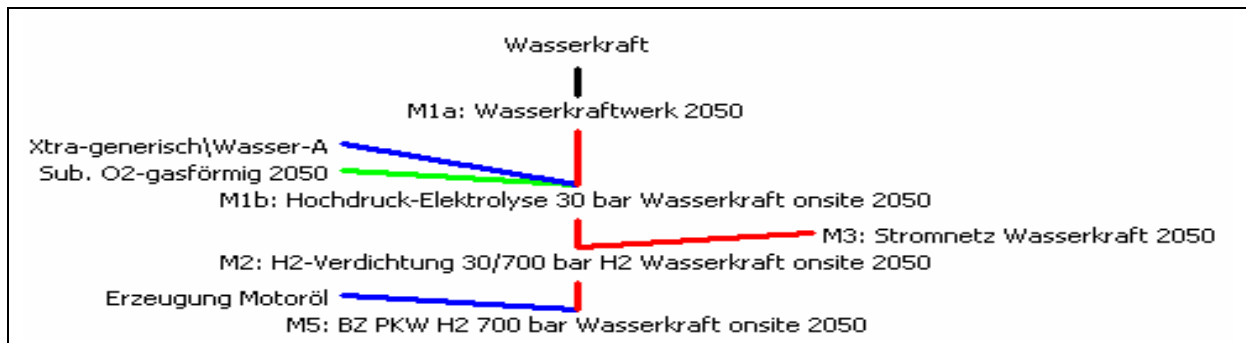 Wasserkraft
M1a: Wasserkraftwerk 2050
Xtra-generisch\Wasser-A
Sub. O2-gasförmig 2050
M1b: Hochdruck-Elektrolyse 30 bar Wasserkraft onsite 2050
M3: Stromnetz Wasserkraft 2050
M2: H2-Verdichtung 30/700 bar H2 Wasserkraft onsite 2050
Erzeugung Motoröl
M5: BZ PKW H2 700 bar Wasserkraft onsite 2050